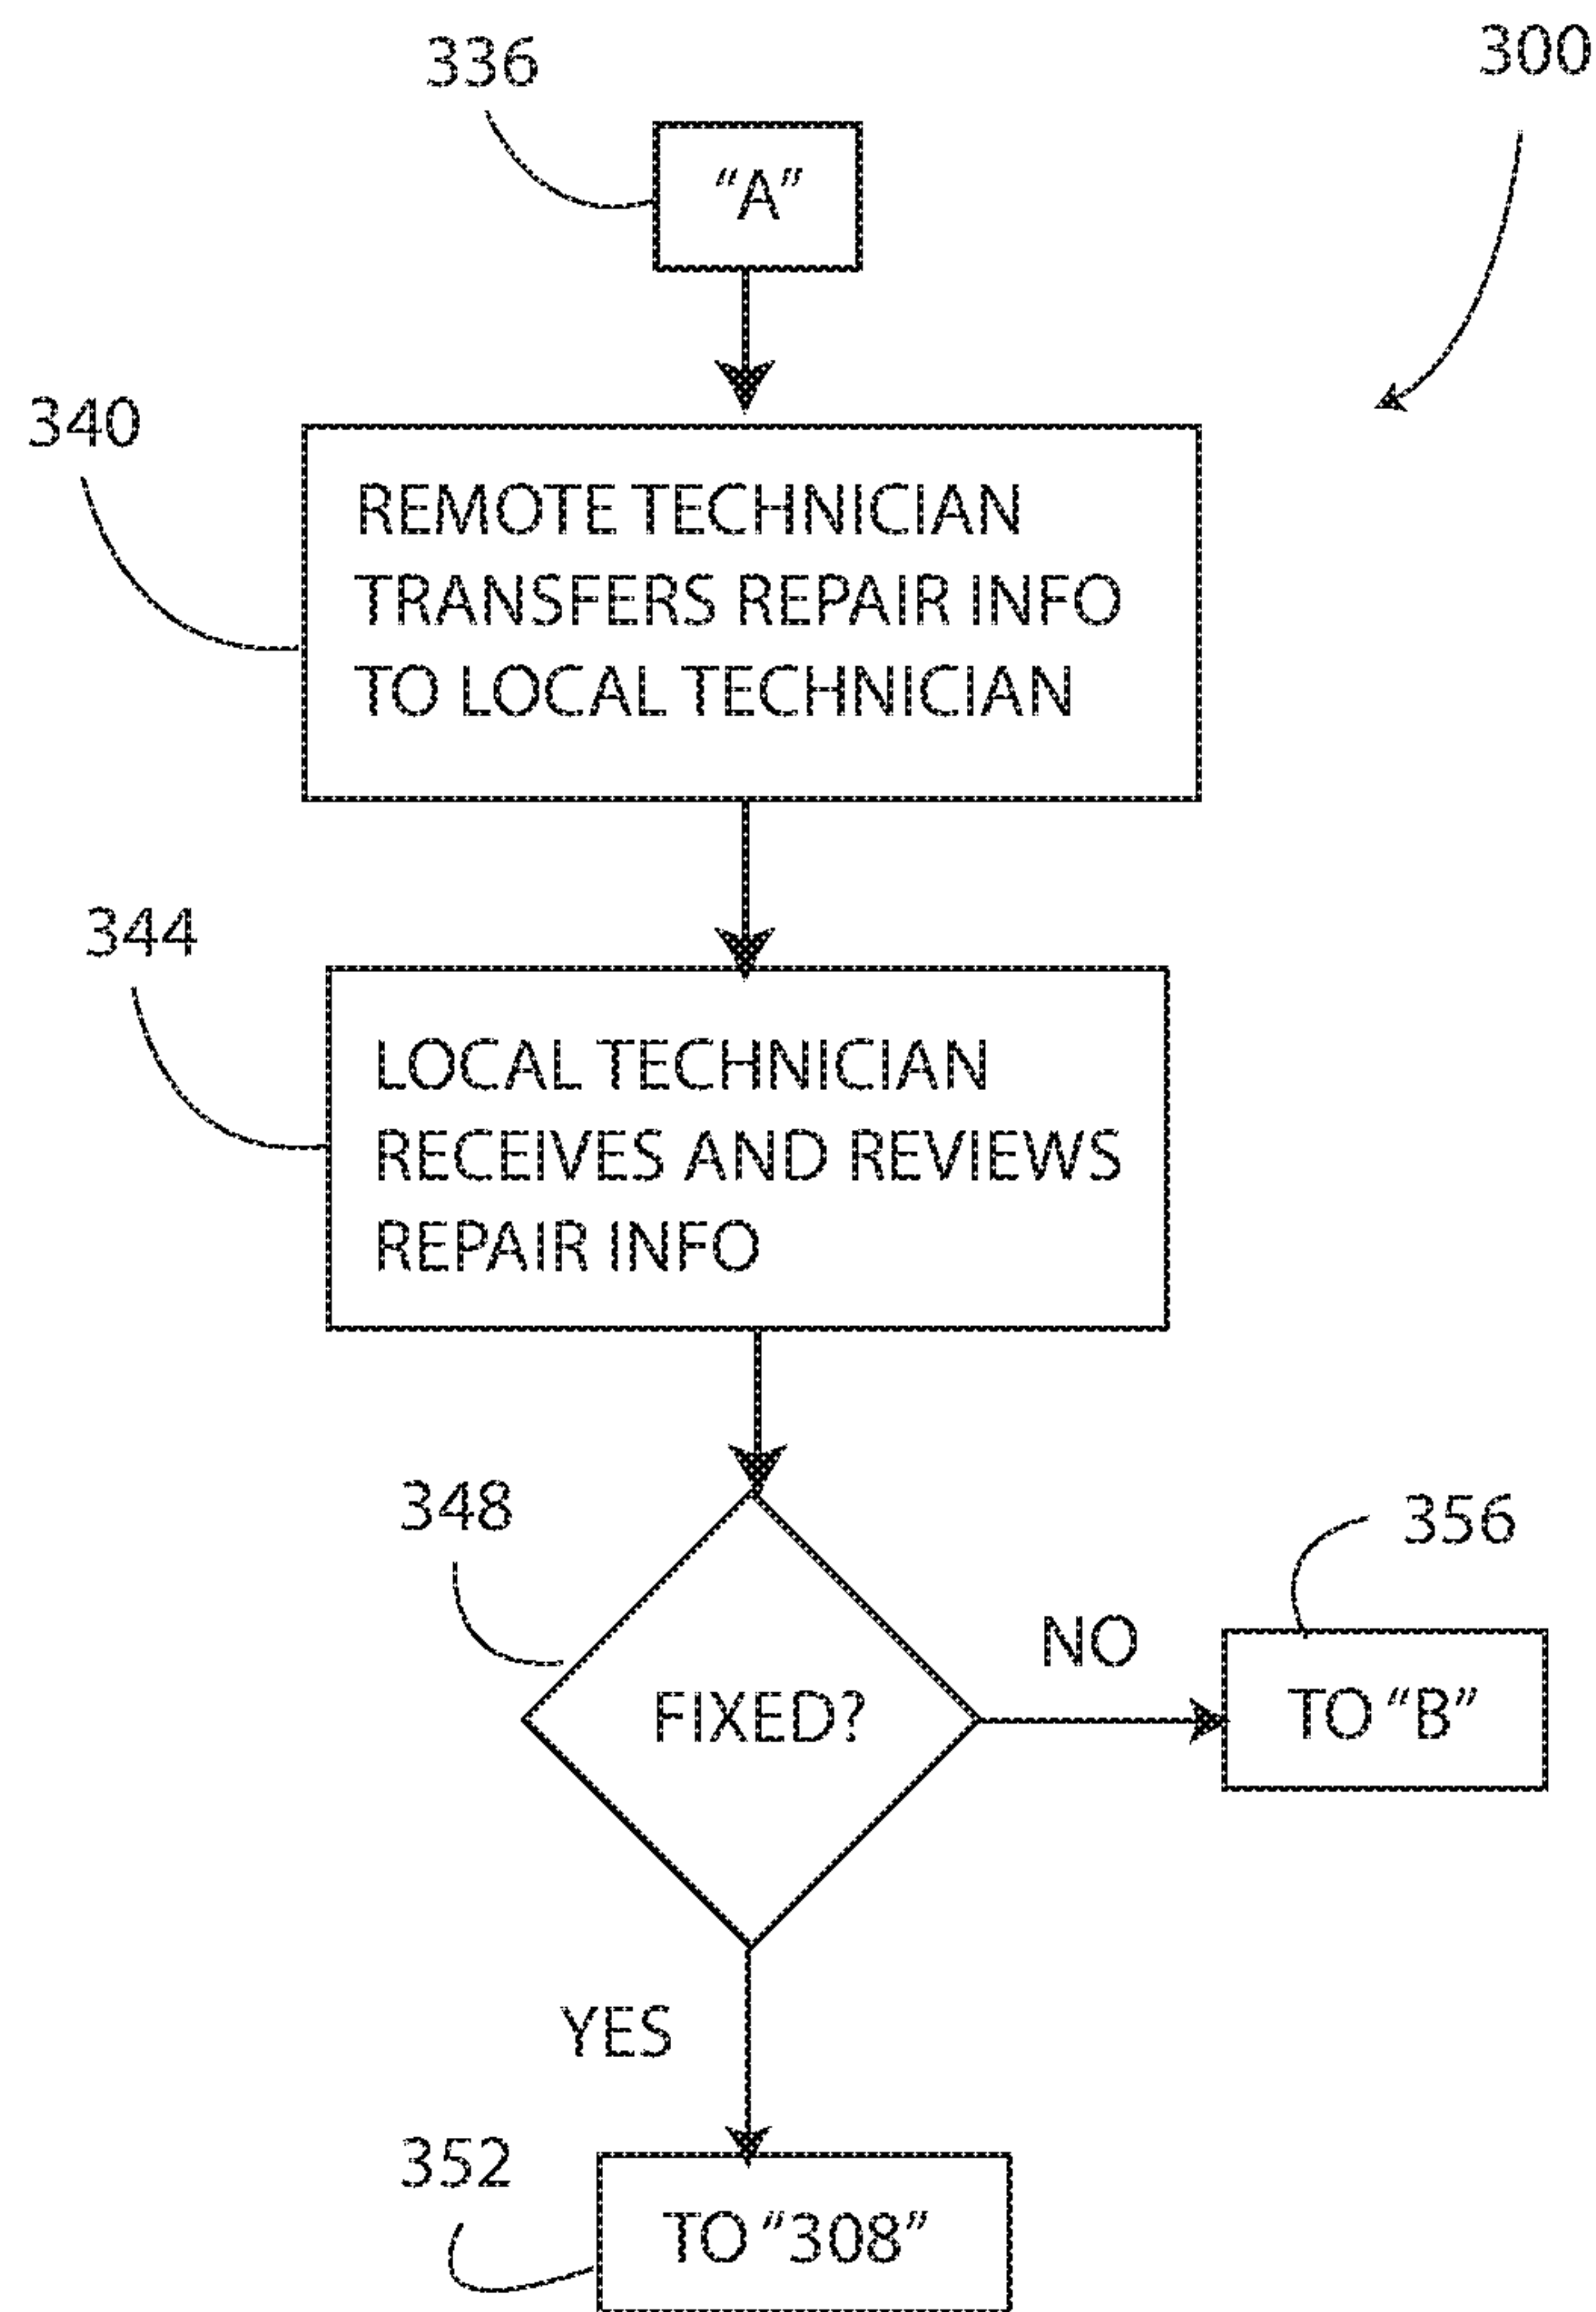 336
300
“A”
340
REMOTE TECHNICIAN
TRANSFERS REPAIR INFO
TO LOCAL TECHNICIAN
344
LOCAL TECHNICIAN
RECEIVES AND REVIEWS
REPAIR INFO
348
356
NO
FIXED?
TO “B”
YES
352
TO “308”